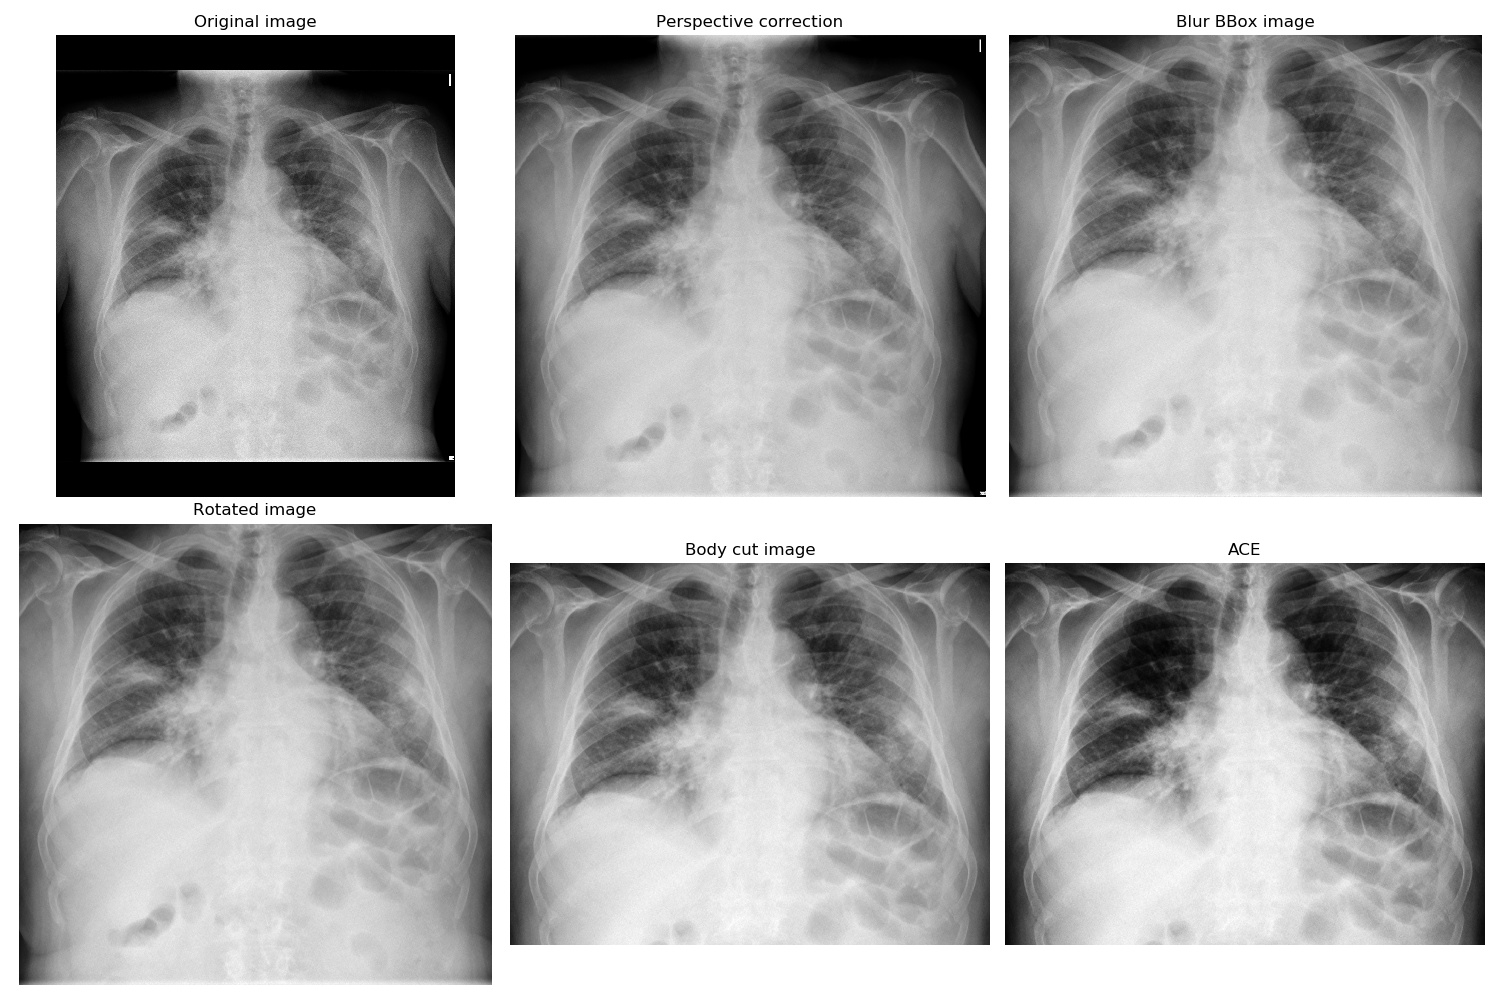 Original image
Perspective correction
Blur BBox image
Rotated image
Body cut image
ACE